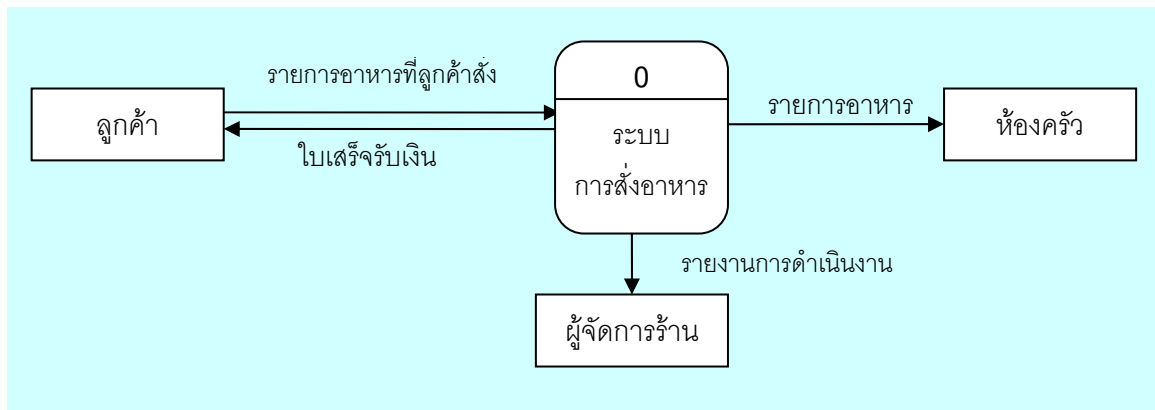 รายการอาหารที่ลูกค้าสั่ง
0
ลูกค้า
รายการอาหาร
ห้องครัว
ระบบ
ใบเสร็จรับเงิน
การสั่งอาหาร
รายงานการดำเนินงาน
ผู้จัดการร้าน